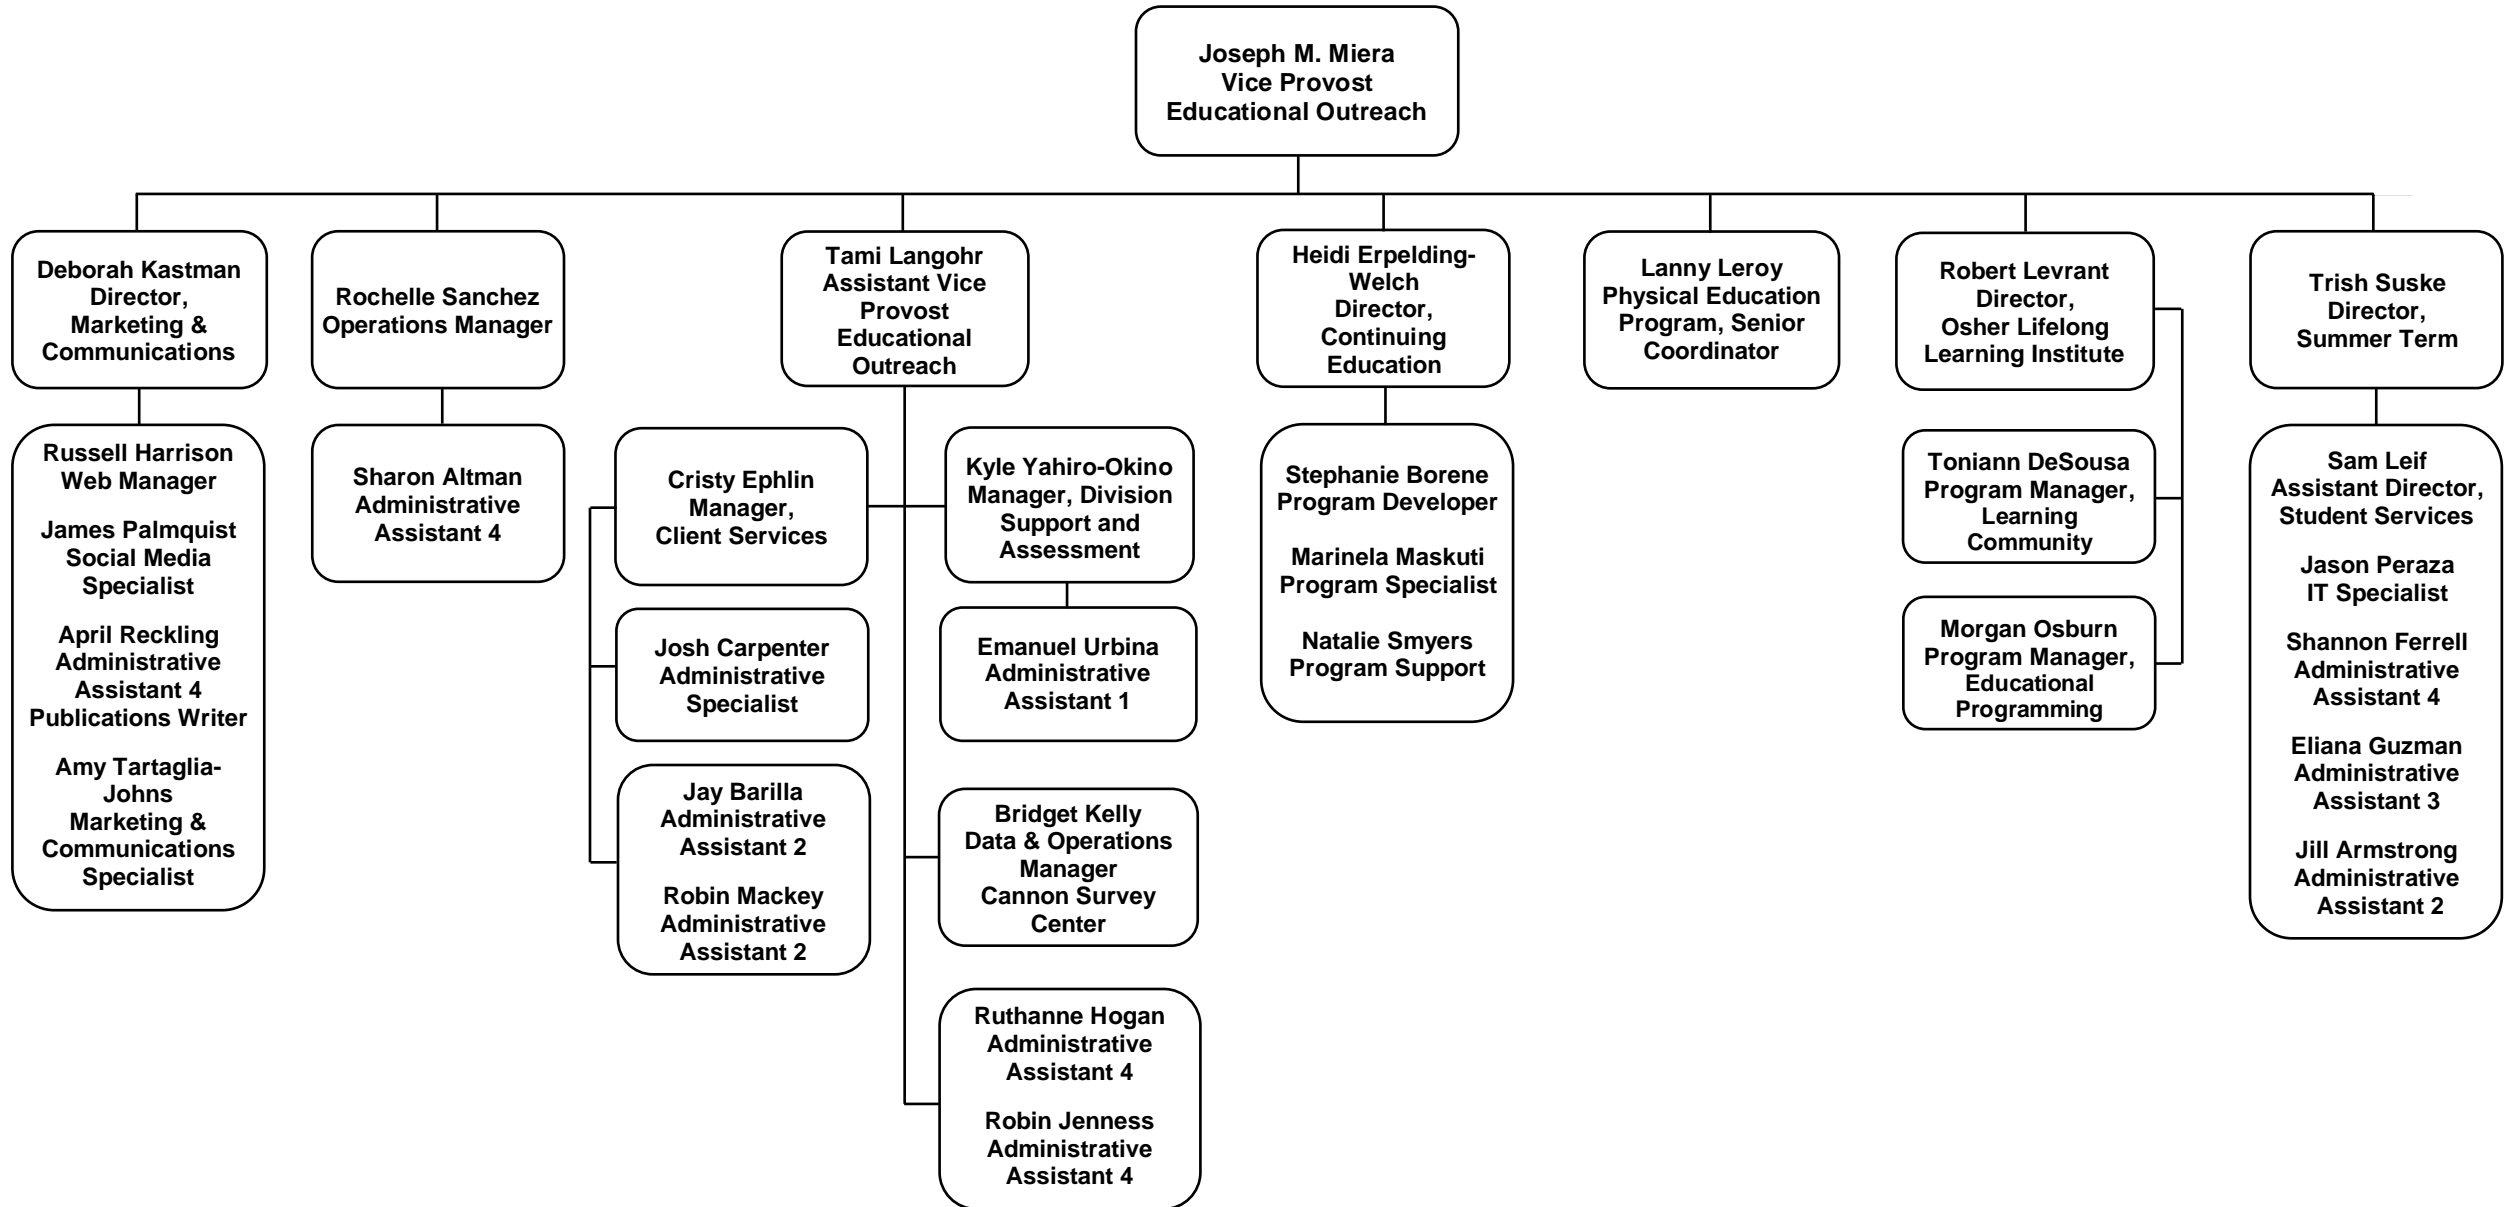 Joseph M. Miera
Vice Provost
Educational Outreach
Deborah Kastman
Director,
Marketing &
Communications
Rochelle Sanchez
Operations Manager
Tami Langohr
Assistant Vice
Provost
Educational
Outreach
Heidi Erpelding-
Welch
Director,
Continuing
Education
Lanny Leroy
Physical Education
Program, Senior
Coordinator
Robert Levrant
Director,
Osher Lifelong
Learning Institute
Trish Suske
Director,
Summer Term
Russell Harrison
Web Manager
James Palmquist
Social Media
Specialist
April Reckling
Administrative
Assistant 4
Publications Writer
Amy Tartaglia-
Johns
Marketing &
Communications
Specialist
Sharon Altman
Administrative
Assistant 4
Cristy Ephlin
Manager,
Client Services
Josh Carpenter
Administrative
Specialist
Jay Barilla
Administrative
Assistant 2
Robin Mackey
Administrative
Assistant 2
Kyle Yahiro-Okino
Manager, Division
Support and
Assessment
Emanuel Urbina
Administrative
Assistant 1
Bridget Kelly
Data & Operations
Manager
Cannon Survey
Center
Ruthanne Hogan
Administrative
Assistant 4
Robin Jenness
Administrative
Assistant 4
Stephanie Borene
Program Developer
Marinela Maskuti
Program Specialist
Natalie Smyers
Program Support
Toniann DeSousa
Program Manager,
Learning
Community
Morgan Osburn
Program Manager,
Educational
Programming
Sam Leif
Assistant Director,
Student Services
Jason Peraza
IT Specialist
Shannon Ferrell
Administrative
Assistant 4
Eliana Guzman
Administrative
Assistant 3
Jill Armstrong
Administrative
Assistant 2